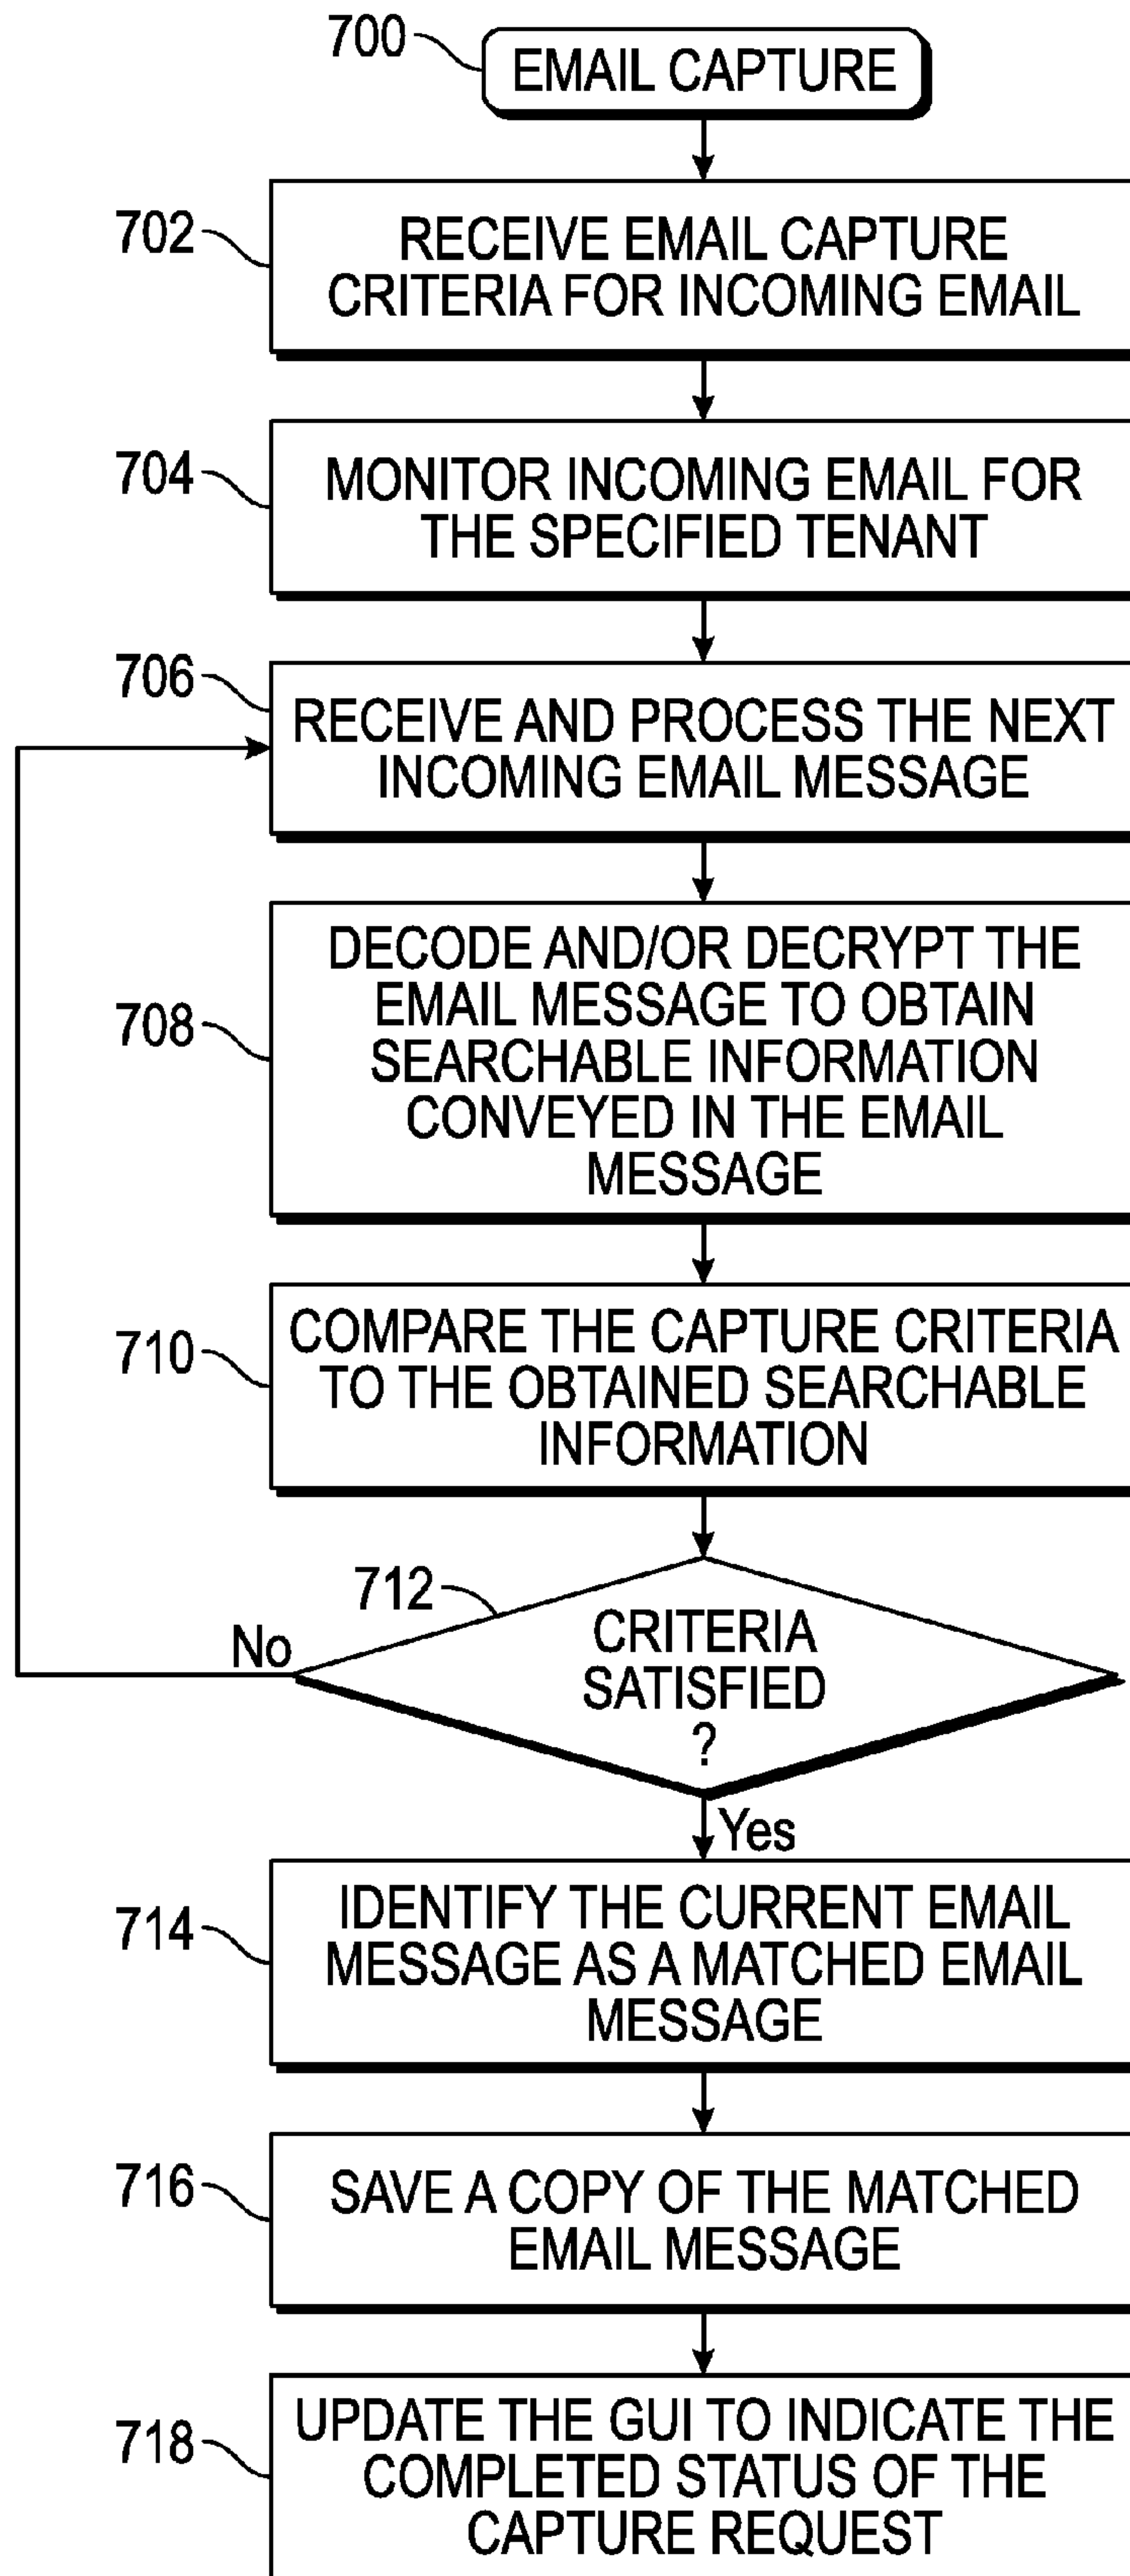 700
EMAIL CAPTURE
702
RECEIVE EMAIL CAPTURE
CRITERIA FOR INCOMING EMAIL
704
MONITOR INCOMING EMAIL FOR
THE SPECIFIED TENANT
706
RECEIVE AND PROCESS THE NEXT
INCOMING EMAIL MESSAGE
708
DECODE AND/OR DECRYPT THE
EMAIL MESSAGE TO OBTAIN
SEARCHABLE INFORMATION
CONVEYED IN THE EMAIL
MESSAGE
710
COMPARE THE CAPTURE CRITERIA
TO THE OBTAINED SEARCHABLE
INFORMATION
712
CRITERIA
SATISFIED
?
No
Yes
714
IDENTIFY THE CURRENT EMAIL
MESSAGE AS A MATCHED EMAIL
MESSAGE
716
SAVE A COPY OF THE MATCHED
EMAIL MESSAGE
718
UPDATE THE GUI TO INDICATE THE
COMPLETED STATUS OF THE
CAPTURE REQUEST